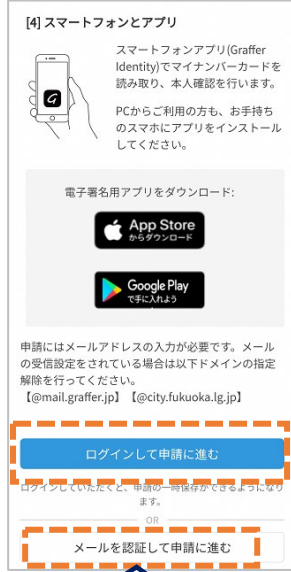 [4] スマートフォンとアプリ
スマートフォンアプリ(Graffer
Identity)でマイナンバーカードを
読み取り、本人確認を行います。
PCからご利用の方も、お手持ち
のスマホにアプリをインストール
してください。
電子署名用アプリをダウンロード:
App Store
からダウンロード
Google Play
で手に入れよう
申請にはメールアドレスの入力が必要です。メール
の受信設定をされている場合は以下ドメインの指定
解除を行ってください。
【@mail.graffer.jp】【@city.fukuoka.lg.jp】
ログインして申請に進む
ログインしていただくと、申請の一時保存ができるようになり
ます。
OR
メールを認証して申請に進む